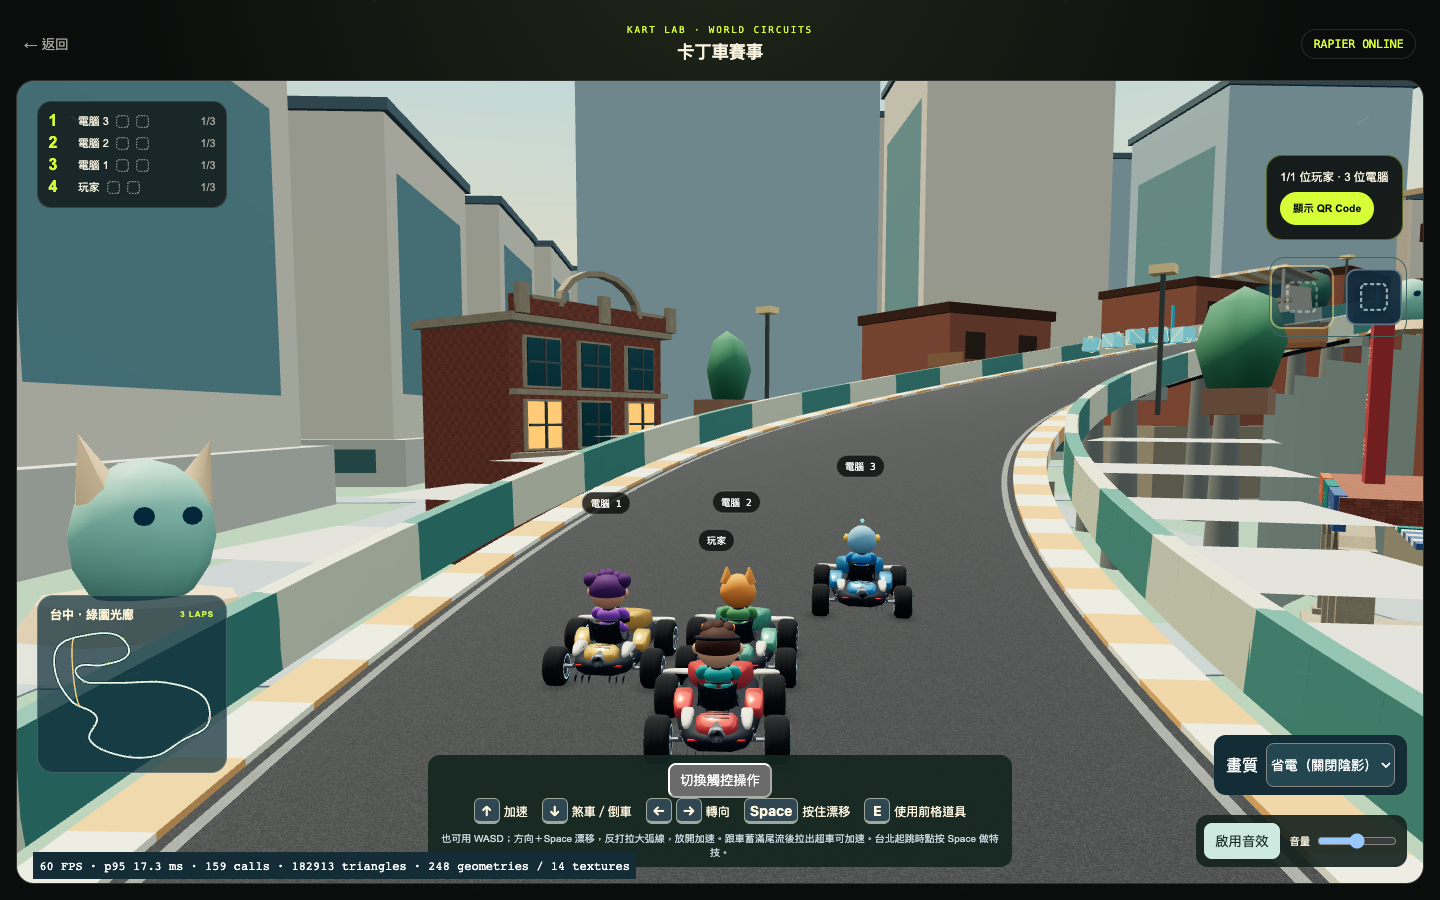 ← 返回
KART LAB · WORLD CIRCUITS
卡丁車賽事
RAPIER ONLINE
1 電腦 3 1/3
2 電腦 2 1/3
3 電腦 1 1/3
4 玩家 1/3
1/1 位玩家 · 3 位電腦
顯示 QR Code
電腦 3
電腦 1
電腦 2
玩家
台中 · 綠園光廊 3 LAPS
畫質 省電（關閉陰影）
切換觸控操作
↑ 加速 ↓ 煞車 / 倒車 ← → 轉向 Space 按住漂移 E 使用前格道具
也可用 WASD；方向＋Space 漂移，反打拉大弧線，放開加速。跟車蓄滿尾流後拉出超車可加速。台北起跳時點按 Space 做特
技。
啟用音效 音量
60 FPS · p95 17.3 ms · 159 calls · 182913 triangles · 248 geometries / 14 textures